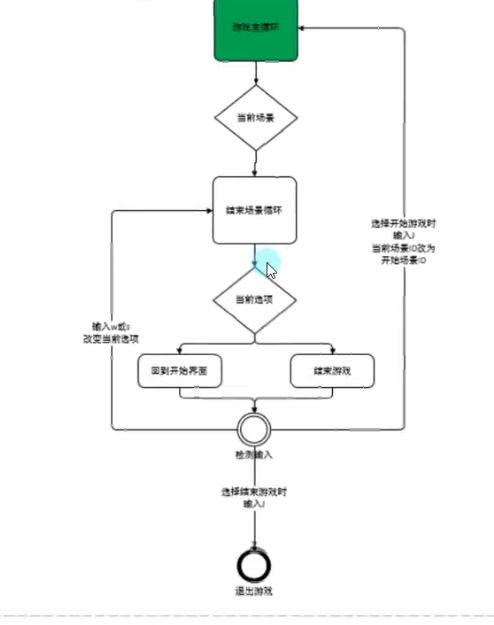 游戏主循环
当前场景
结束场景循环
选择开始游戏时
输入J
当前场景ID改为
开始场景ID
当前选项
输入w或s
改变当前选项
回到开始界面
结束游戏
检测输入
选择结束游戏时
输入J
退出游戏